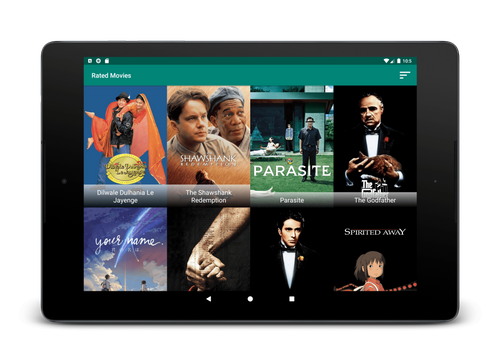 10:5
Rated Movies
Dilwale Dulhania Le
Jayenge
SHAWSHANK
REDEMPTION
The Shawshank
Redemption
PARASITE
Parasite
The
The Godfather
your name.
SPIRITED AWAY